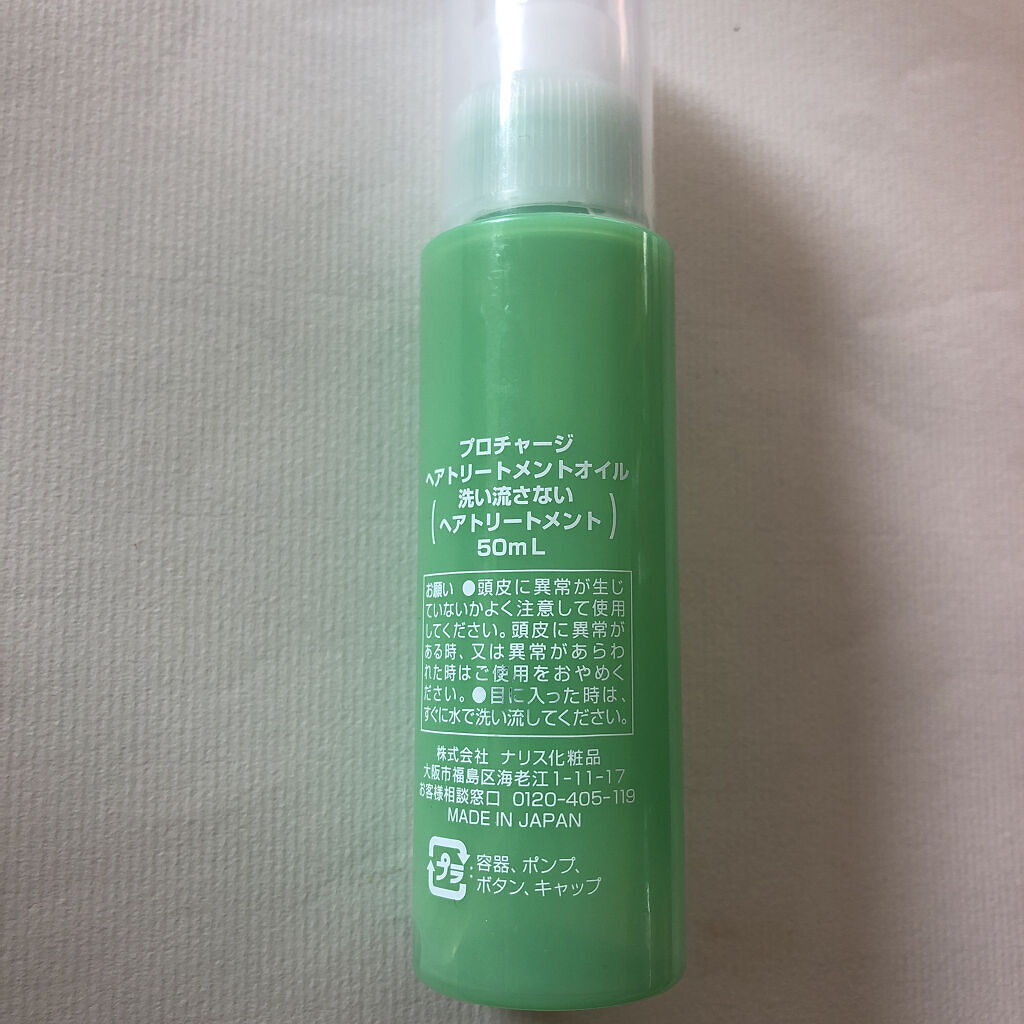 プロチャージ
ヘアトリートメントオイル
(洗い流さない
ヘアトリートメント)
50mL
お願い ●頭皮に異常が生じ
ていないかよく注意して使用
してください。頭皮に異常が
ある時、又は異常があらわ
れた時はご使用をおやめく
ださい。●目に入った時は、
すぐに水で洗い流してください。
株式会社 ナリス化粧品
大阪市福島区海老江1-11-17
お客様相談窓口 0120-405-119
MADE IN JAPAN
プラ:容器、ポンプ、
ボタン、キャップ